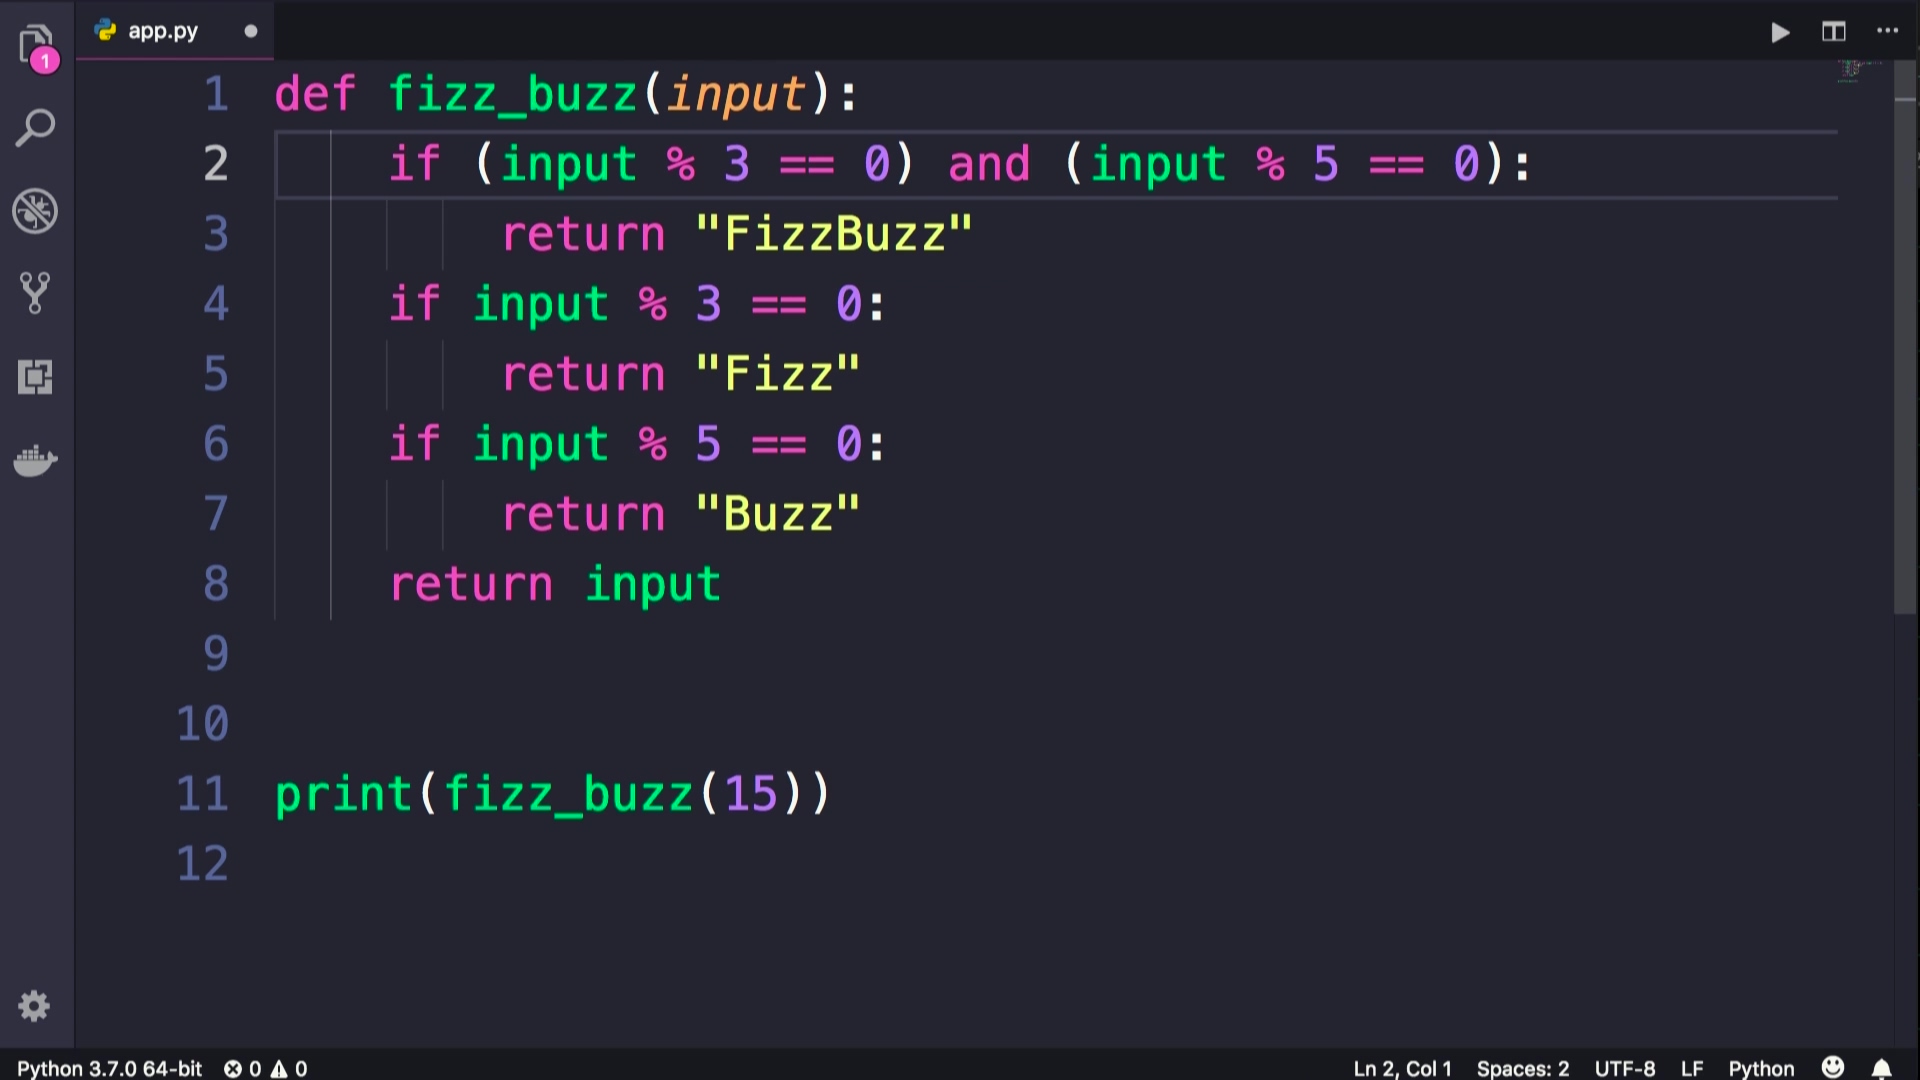 app.py
1
1 def fizz_buzz(input):
2 if (input % 3 == 0) and (input % 5 == 0):
3 return "FizzBuzz"
4 if input % 3 == 0:
5 return "Fizz"
6 if input % 5 == 0:
7 return "Buzz"
8 return input
9
10
11 print(fizz_buzz(15))
12
Python 3.7.0 64-bit 0 0 Ln 2, Col 1 Spaces: 2 UTF-8 LF Python